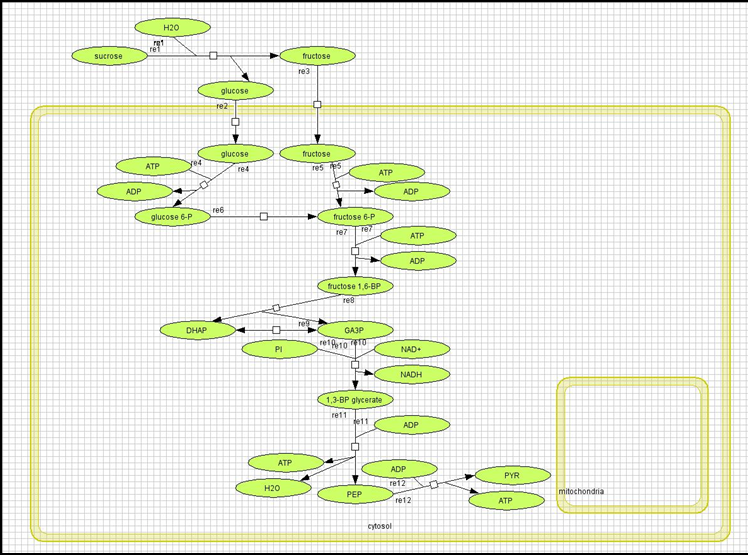 H2O
re1
re1
sucrose
fructose
re3
glucose
re2
glucose
fructose
ATP
re4
re4
re5
re5
ATP
ADP
ADP
glucose 6-P
re6
fructose 6-P
re7
re7
ATP
ADP
fructose 1,6-BP
re8
DHAP
re9
GA3P
PI
re10
re10
re10
NAD+
NADH
1,3-BP glycerate
re11
re11
ADP
ATP
ADP
PYR
H2O
re12
PEP
re12
ATP
mitochondria
cytosol